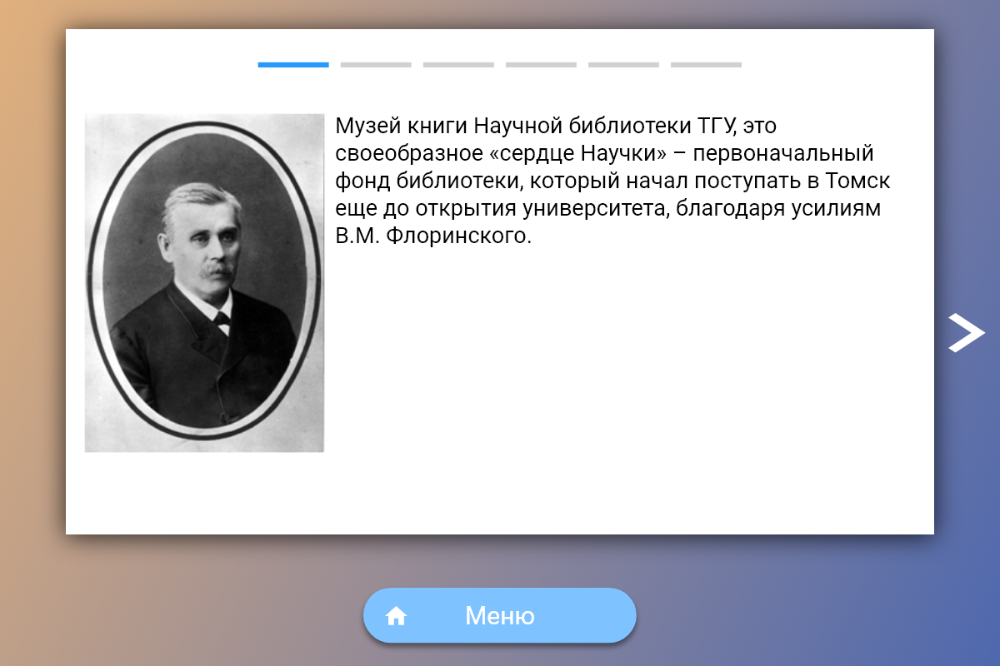 Музей книги Научной библиотеки ТГУ, это
своеобразное «сердце Научки» – первоначальный
фонд библиотеки, который начал поступать в Томск
еще до открытия университета, благодаря усилиям
В.М. Флоринского.
Меню